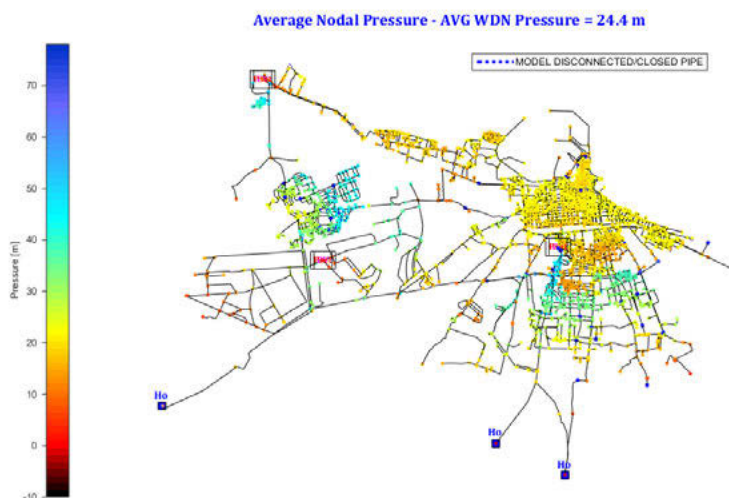 Average Nodal Pressure - AVG WDN Pressure = 24.4 m
MODEL DISCONNECTED/CLOSED PIPE
Pressure [m]
70
60
50
40
30
20
10
0
-10
Ho
Ho
Ho